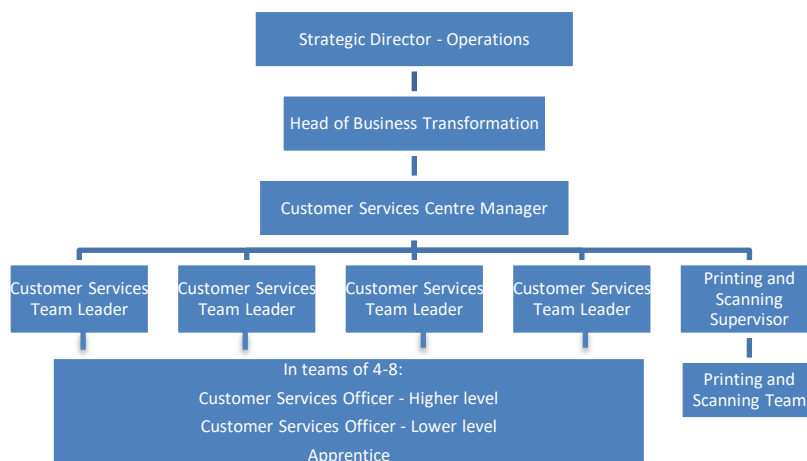 Strategic Director - Operations
Head of Business Transformation
Customer Services Centre Manager
Customer Services
Team Leader
Customer Services
Team Leader
Customer Services
Team Leader
Customer Services
Team Leader
Printing and
Scanning
Supervisor
In teams of 4-8:
Customer Services Officer - Higher level
Customer Services Officer - Lower level
Apprentice
Printing and
Scanning Team